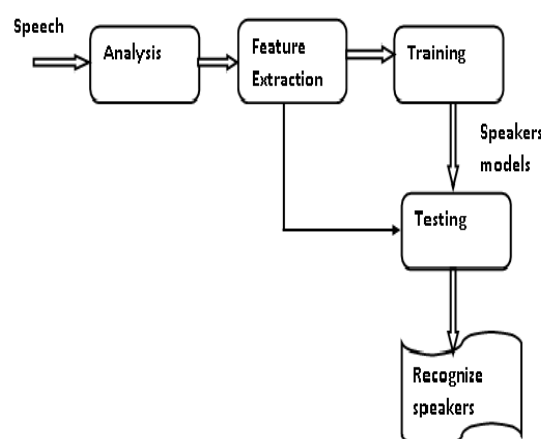 Speech
Analysis
Feature
Extraction
Training
Speakers
models
Testing
Recognize
speakers